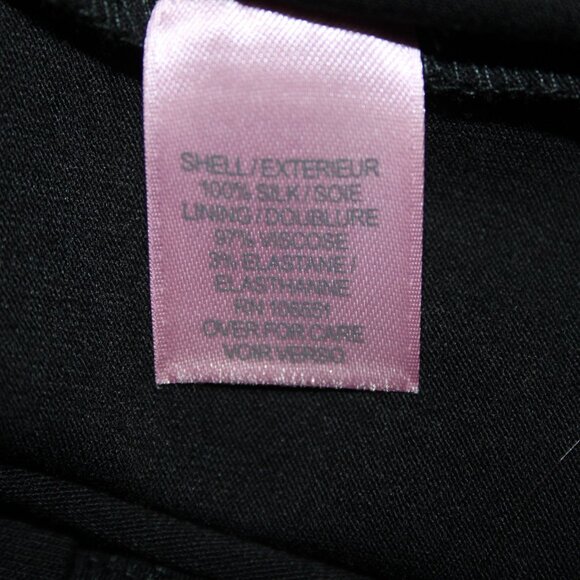 SHELL / EXTERIEUR
100% SILK / SOIE
LINING / DOUBLURE
97% VISCOSE
3% ELASTANE /
ELASTHANNE
RN
OVER FOR CARE
VOIR VERSO